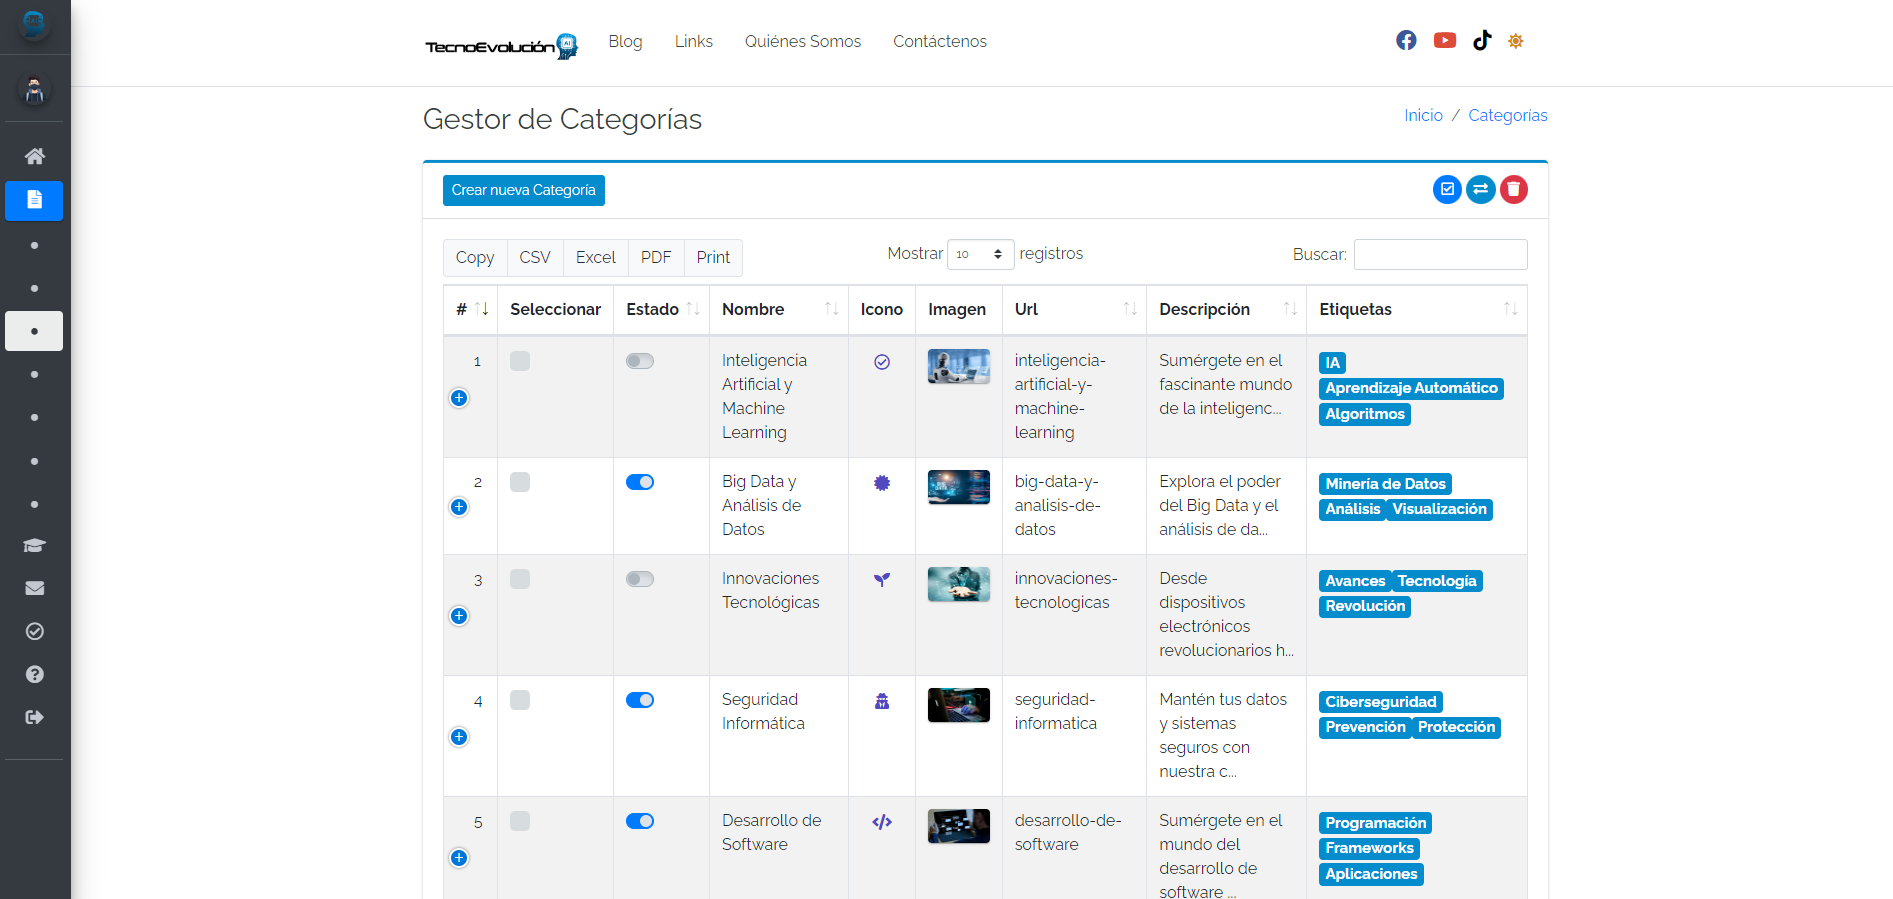 TecnoEvolución AI
Blog
Links
Quiénes Somos
Contáctenos
Gestor de Categorías
Inicio / Categorías
Crear nueva Categoría
Copy
CSV
Excel
PDF
Print
Mostrar 10 registros
Buscar:
#
Seleccionar
Estado
Nombre
Icono
Imagen
Url
Descripción
Etiquetas
1
Inteligencia
Artificial y
Machine
Learning
inteligencia-
artificial-y-
machine-
learning
Sumérgete en el
fascinante mundo
de la inteligenc...
IA
Aprendizaje Automático
Algoritmos
2
Big Data y
Análisis de
Datos
big-data-y-
analisis-de-
datos
Explora el poder
del Big Data y el
análisis de da...
Minería de Datos
Análisis Visualización
3
Innovaciones
Tecnológicas
innovaciones-
tecnologicas
Desde
dispositivos
electrónicos
revolucionarios h...
Avances Tecnología
Revolución
4
Seguridad
Informática
seguridad-
informatica
Mantén tus datos
y sistemas
seguros con
nuestra c...
Ciberseguridad
Prevención Protección
5
Desarrollo de
Software
desarrollo-de-
software
Sumérgete en el
mundo del
desarrollo de
software ...
Programación
Frameworks
Aplicaciones